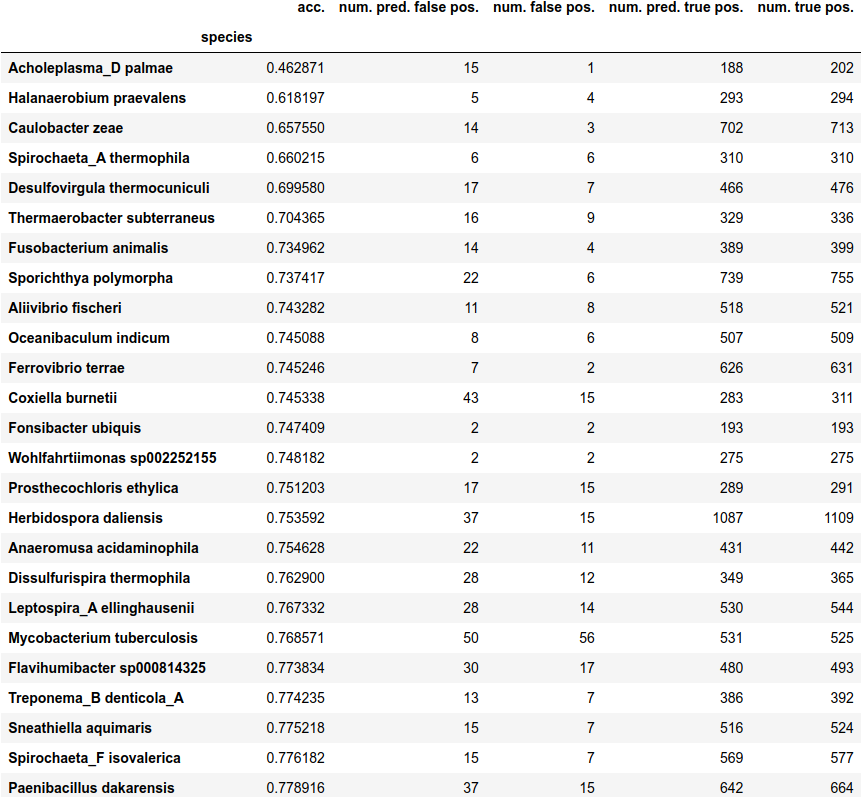 acc. num. pred. false pos. num. false pos. num. pred. true pos. num. true pos.
species
Acholeplasma_D palmae 0.462871 15 1 188 202
Halanaerobium praevalens 0.618197 5 4 293 294
Caulobacter zeae 0.657550 14 3 702 713
Spirochaeta_A thermophila 0.660215 6 6 310 310
Desulfovirgula thermocuniculi 0.699580 17 7 466 476
Thermaerobacter subterraneus 0.704365 16 9 329 336
Fusobacterium animalis 0.734962 14 4 389 399
Sporichthya polymorpha 0.737417 22 6 739 755
Aliivibrio fischeri 0.743282 11 8 518 521
Oceanibaculum indicum 0.745088 8 6 507 509
Ferrovibrio terrae 0.745246 7 2 626 631
Coxiella burnetii 0.745338 43 15 283 311
Fonsibacter ubiquis 0.747409 2 2 193 193
Wohlfahrtiimonas sp002252155 0.748182 2 2 275 275
Prosthecochloris ethylica 0.751203 17 15 289 291
Herbidospora daliensis 0.753592 37 15 1087 1109
Anaeromusa acidaminophila 0.754628 22 11 431 442
Dissulfurispira thermophila 0.762900 28 12 349 365
Leptospira_A ellinghausenii 0.767332 28 14 530 544
Mycobacterium tuberculosis 0.768571 50 56 531 525
Flavihumibacter sp000814325 0.773834 30 17 480 493
Treponema_B denticola_A 0.774235 13 7 386 392
Sneathiella aquimaris 0.775218 15 7 516 524
Spirochaeta_F isovalerica 0.776182 15 7 569 577
Paenibacillus dakarensis 0.778916 37 15 642 664